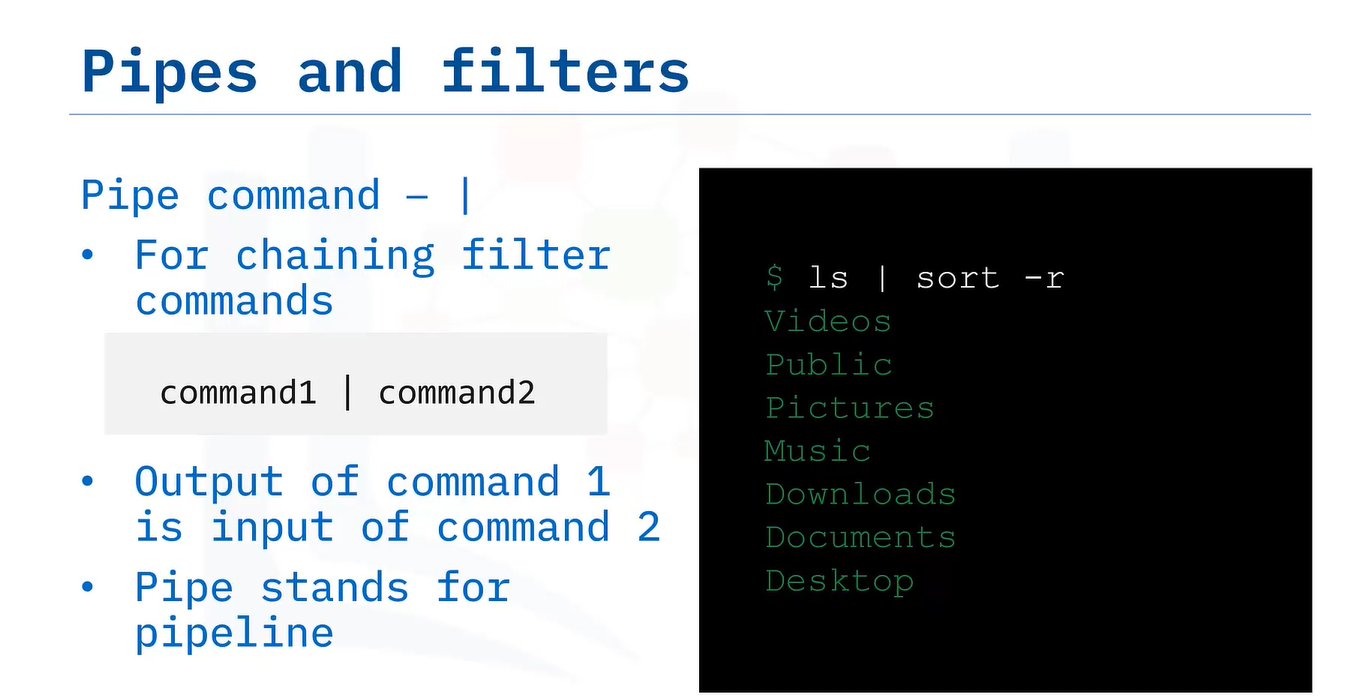 Pipes and filters
Pipe command – |
• For chaining filter
commands
command1 | command2
• Output of command 1
is input of command 2
• Pipe stands for
pipeline
$ ls | sort -r
Videos
Public
Pictures
Music
Downloads
Documents
Desktop